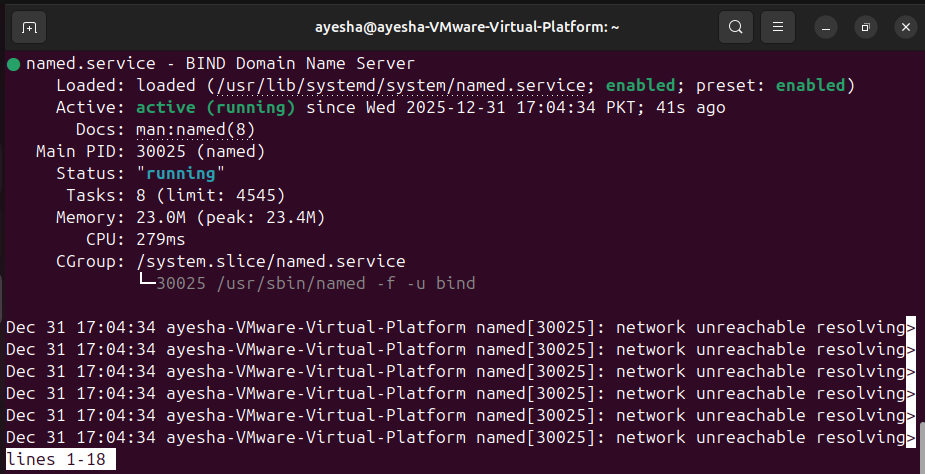 ayesha@ayesha-VMware-Virtual-Platform: ~
● named.service - BIND Domain Name Server
Loaded: loaded (/usr/lib/systemd/system/named.service; enabled; preset: enabled)
Active: active (running) since Wed 2025-12-31 17:04:34 PKT; 41s ago
Docs: man:named(8)
Main PID: 30025 (named)
Status: "running"
Tasks: 8 (limit: 4545)
Memory: 23.0M (peak: 23.4M)
CPU: 279ms
CGroup: /system.slice/named.service
└─30025 /usr/sbin/named -f -u bind
Dec 31 17:04:34 ayesha-VMware-Virtual-Platform named[30025]: network unreachable resolving>
Dec 31 17:04:34 ayesha-VMware-Virtual-Platform named[30025]: network unreachable resolving>
Dec 31 17:04:34 ayesha-VMware-Virtual-Platform named[30025]: network unreachable resolving>
Dec 31 17:04:34 ayesha-VMware-Virtual-Platform named[30025]: network unreachable resolving>
Dec 31 17:04:34 ayesha-VMware-Virtual-Platform named[30025]: network unreachable resolving>
Dec 31 17:04:34 ayesha-VMware-Virtual-Platform named[30025]: network unreachable resolving>
lines 1-18